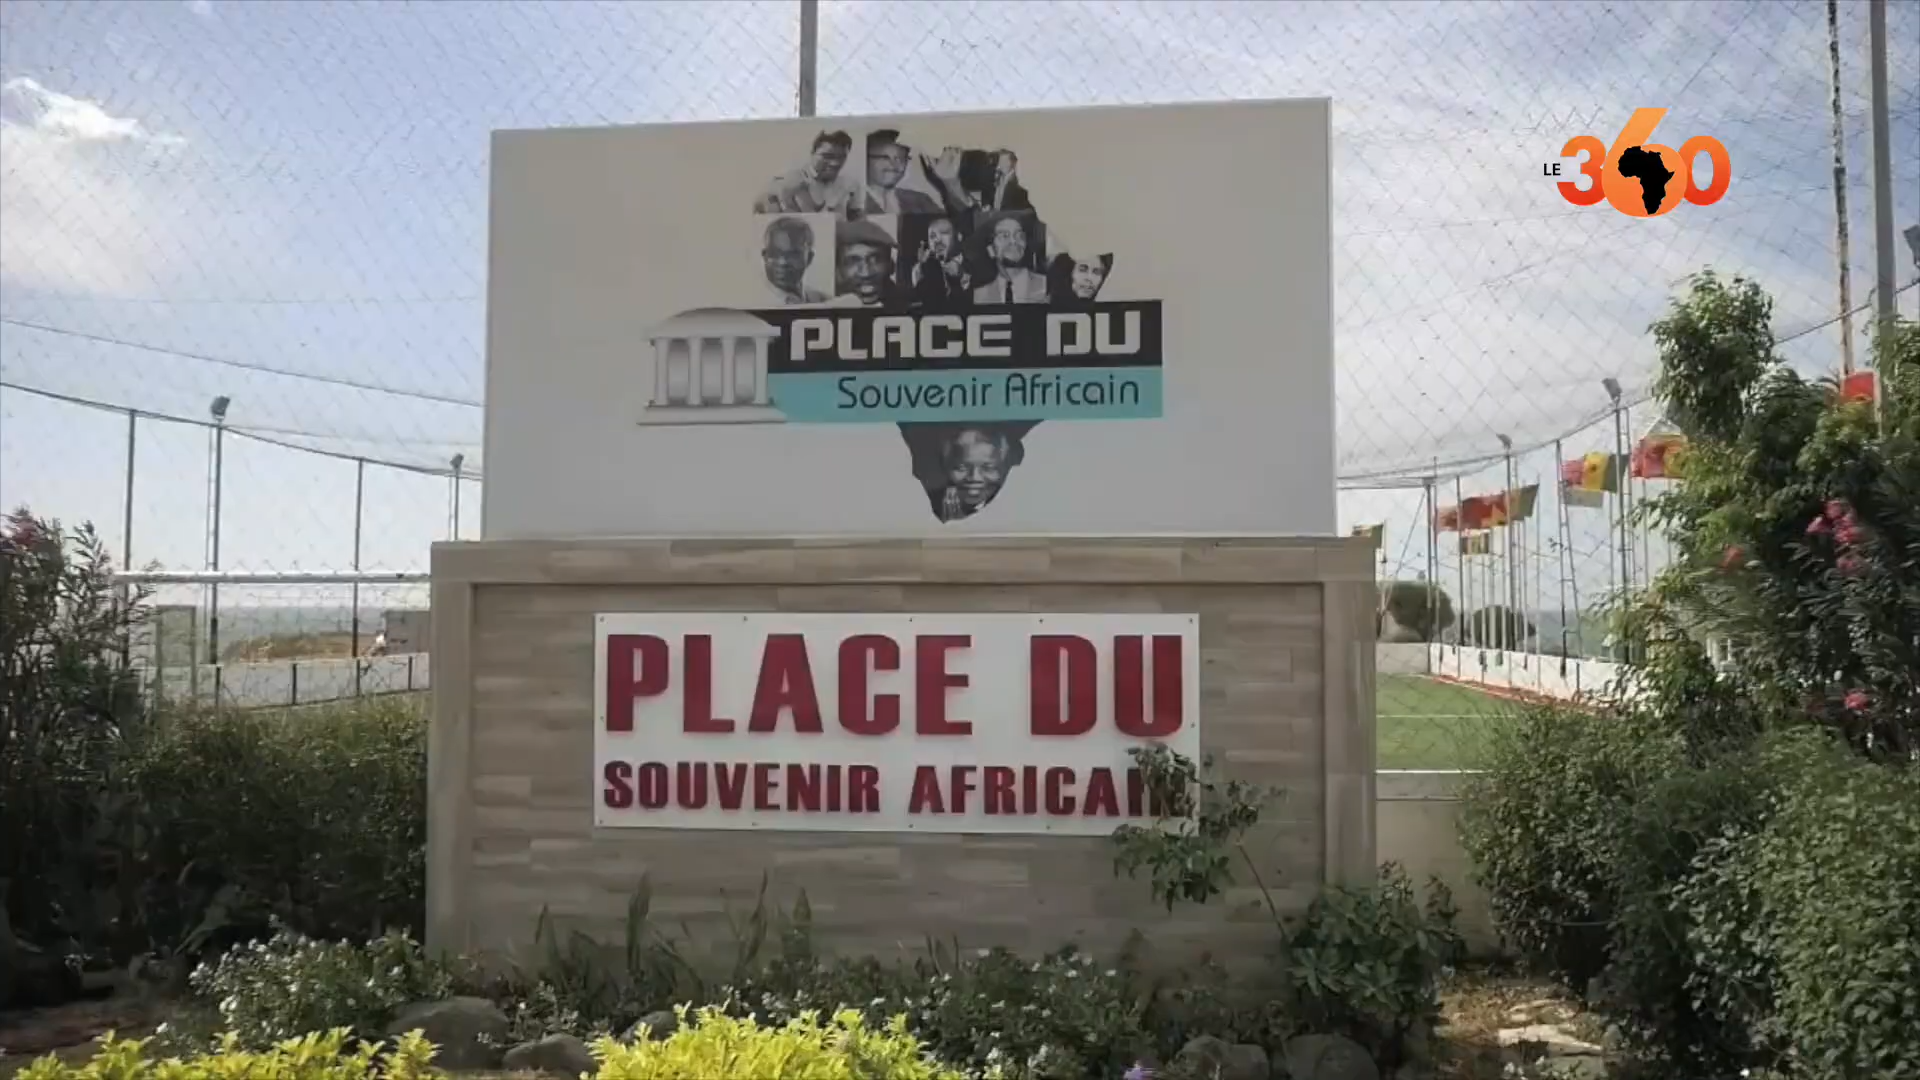 LE 360
PLACE DU
Souvenir Africain
PLACE DU
SOUVENIR AFRICAIN